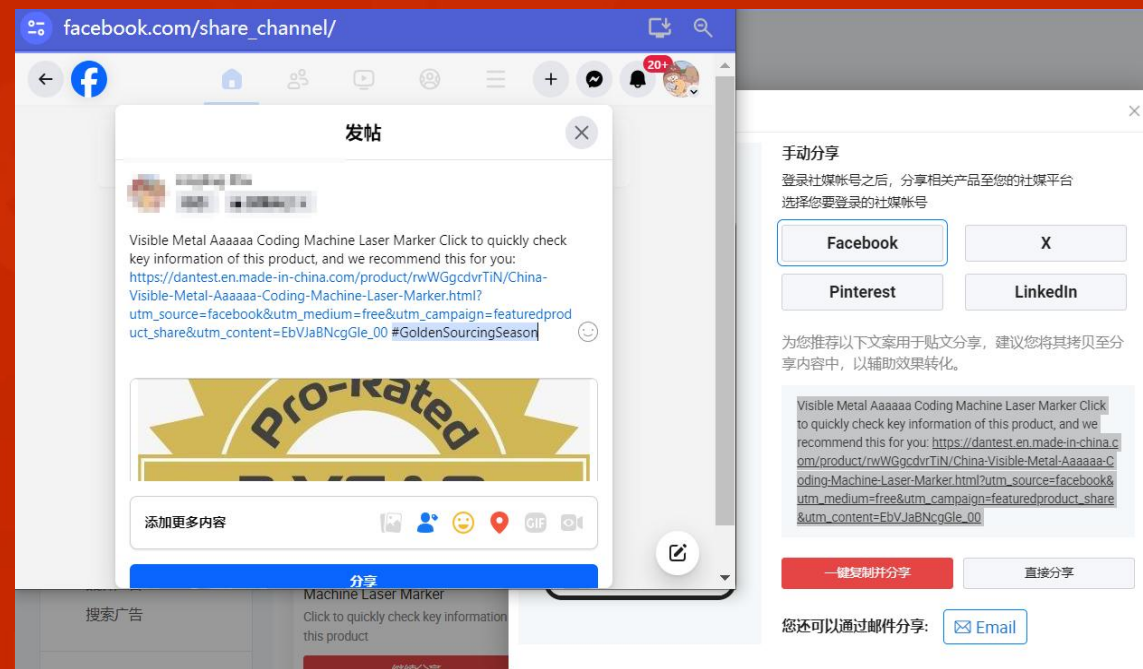 facebook.com/share_channel/
20+
发帖
Visible Metal Aaaaaa Coding Machine Laser Marker Click to quickly check
key information of this product, and we recommend this for you:
https://dantest.en.made-in-china.com/product/rwWGgcdvrTiN/China-
Visible-Metal-Aaaaaa-Coding-Machine-Laser-Marker.html?
utm_source=facebook&utm_medium=free&utm_campaign=featuredprod
uct_share&utm_content=EbVJaBNcgGle_00 #GoldenSourcingSeason
Pro-Rated
添加更多内容
GIF
分享
搜索广告
Machine Laser Marker
Click to quickly check key information
this product
手动分享
登录社媒帐号之后，分享相关产品至您的社媒平台
选择您要登录的社媒帐号
Facebook
X
Pinterest
LinkedIn
为您推荐以下文案用于贴文分享，建议您将其拷贝至分
享内容中，以辅助效果转化。
Visible Metal Aaaaaa Coding Machine Laser Marker Click
to quickly check key information of this product, and we
recommend this for you: https://dantest.en.made-in-china.c
om/product/rwWGgcdvrTiN/China-Visible-Metal-Aaaaaa-C
oding-Machine-Laser-Marker.html?utm_source=facebook&
utm_medium=free&utm_campaign=featuredproduct_share
&utm_content=EbVJaBNcgGle_00
一键复制并分享
直接分享
您还可以通过邮件分享:
Email